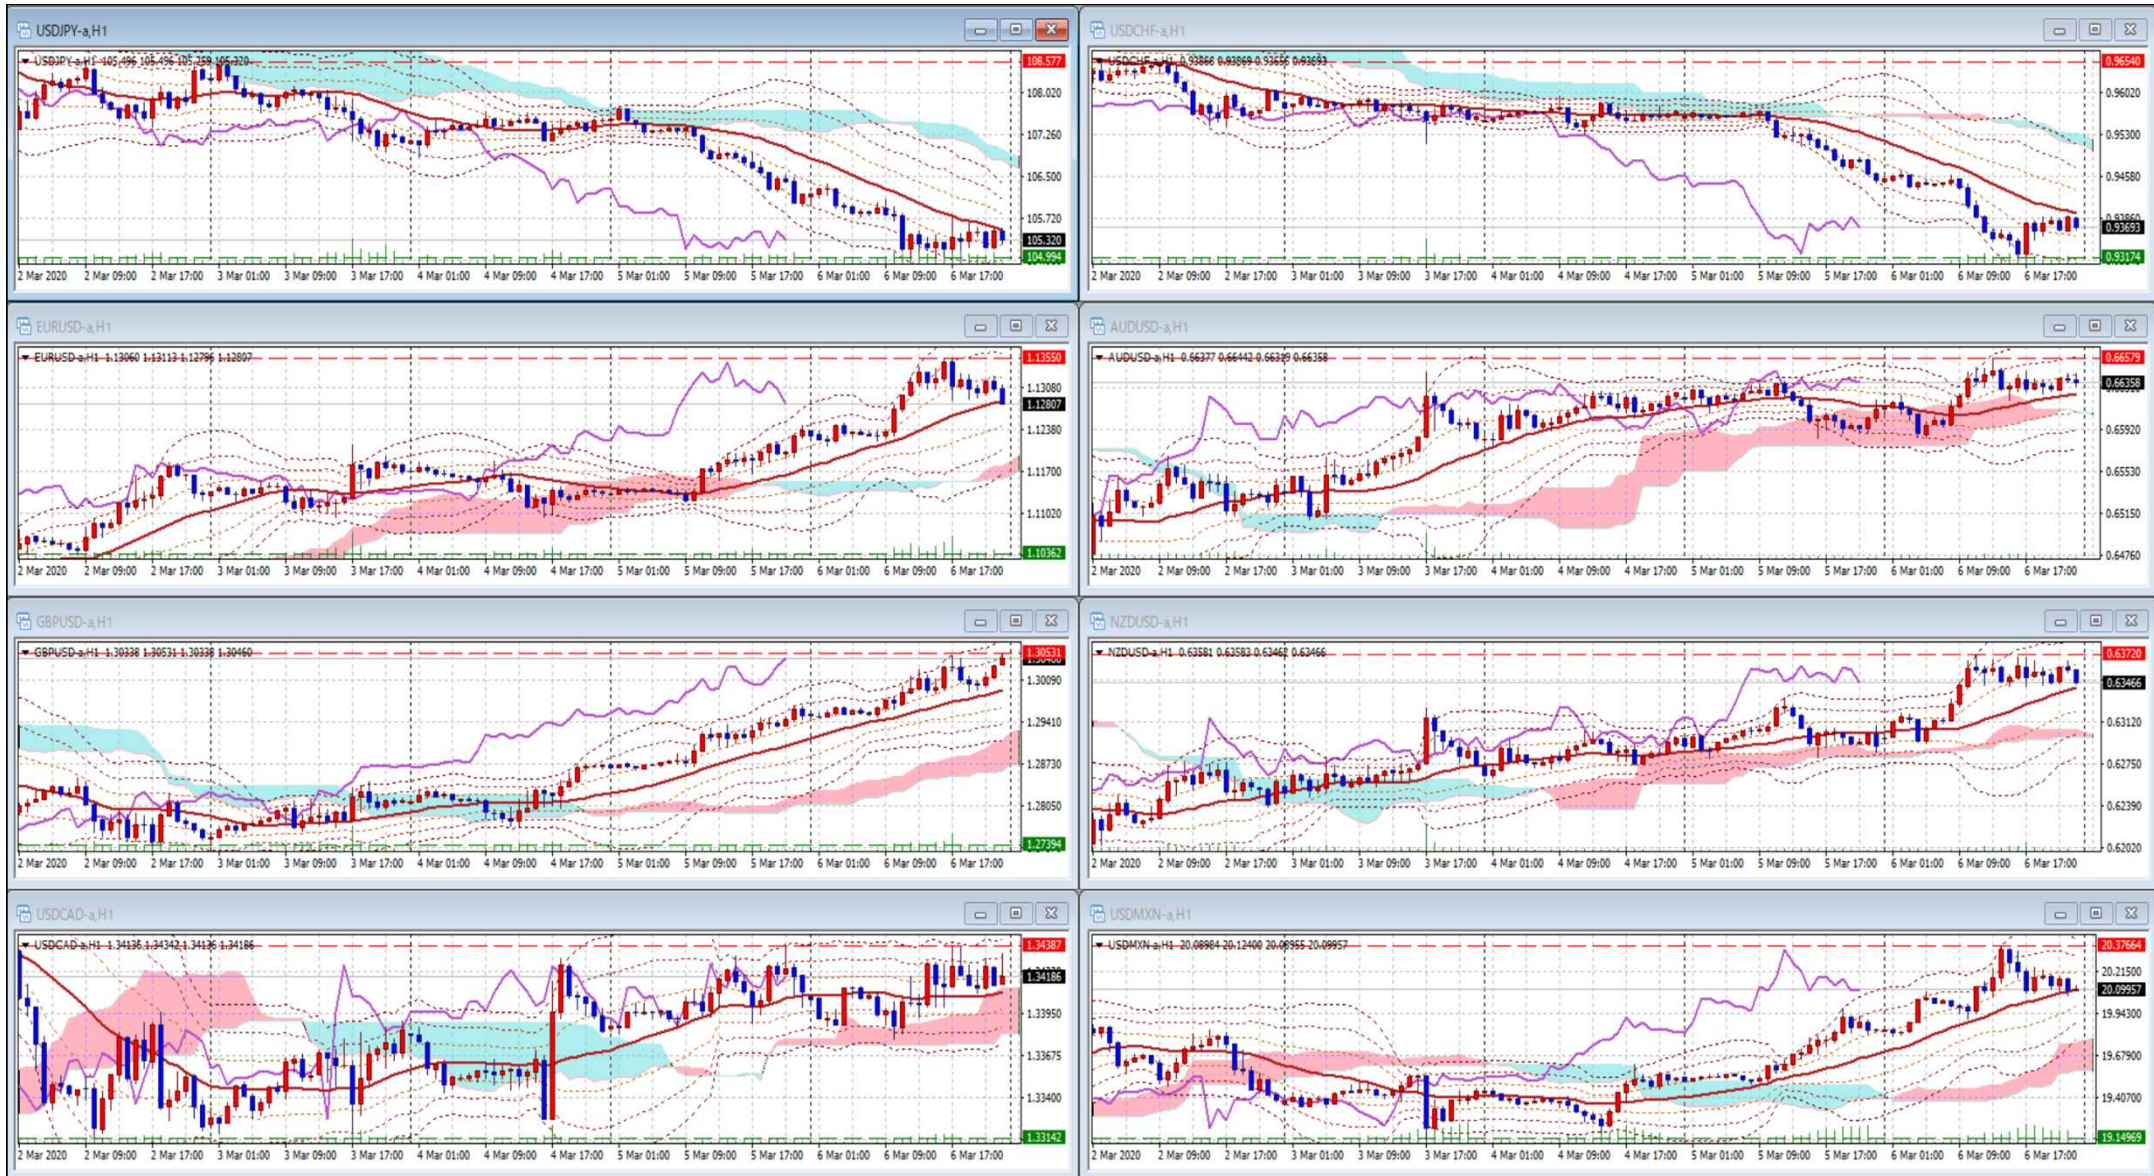 USDJPY-a,H1
USDJPY-a,H1 105.496 105.496 105.259 105.320
108.577
108.020
107.260
106.500
105.720
105.320
104.994
2 Mar 2020 2 Mar 09:00 2 Mar 17:00 3 Mar 01:00 3 Mar 09:00 3 Mar 17:00 4 Mar 01:00 4 Mar 09:00 4 Mar 17:00 5 Mar 01:00 5 Mar 09:00 5 Mar 17:00 6 Mar 01:00 6 Mar 09:00 6 Mar 17:00
USDCHF-a,H1
USDCHF-a,H1 0.93868 0.93869 0.93656 0.93693
0.96540
0.96020
0.95300
0.94580
0.93860
0.93693
0.93174
2 Mar 2020 2 Mar 09:00 2 Mar 17:00 3 Mar 01:00 3 Mar 09:00 3 Mar 17:00 4 Mar 01:00 4 Mar 09:00 4 Mar 17:00 5 Mar 01:00 5 Mar 09:00 5 Mar 17:00 6 Mar 01:00 6 Mar 09:00 6 Mar 17:00
EURUSD-a,H1
EURUSD-a,H1 1.13060 1.13113 1.12796 1.12807
1.13550
1.13080
1.12807
1.12380
1.11700
1.11020
1.10362
2 Mar 2020 2 Mar 09:00 2 Mar 17:00 3 Mar 01:00 3 Mar 09:00 3 Mar 17:00 4 Mar 01:00 4 Mar 09:00 4 Mar 17:00 5 Mar 01:00 5 Mar 09:00 5 Mar 17:00 6 Mar 01:00 6 Mar 09:00 6 Mar 17:00
AUDUSD-a,H1
AUDUSD-a,H1 0.66377 0.66442 0.66319 0.66358
0.66579
0.66358
0.65920
0.65530
0.65150
0.64760
2 Mar 2020 2 Mar 09:00 2 Mar 17:00 3 Mar 01:00 3 Mar 09:00 3 Mar 17:00 4 Mar 01:00 4 Mar 09:00 4 Mar 17:00 5 Mar 01:00 5 Mar 09:00 5 Mar 17:00 6 Mar 01:00 6 Mar 09:00 6 Mar 17:00
GBPUSD-a,H1
GBPUSD-a,H1 1.30338 1.30531 1.30338 1.30460
1.30531
1.30090
1.29410
1.28730
1.28050
1.27394
2 Mar 2020 2 Mar 09:00 2 Mar 17:00 3 Mar 01:00 3 Mar 09:00 3 Mar 17:00 4 Mar 01:00 4 Mar 09:00 4 Mar 17:00 5 Mar 01:00 5 Mar 09:00 5 Mar 17:00 6 Mar 01:00 6 Mar 09:00 6 Mar 17:00
NZDUSD-a,H1
NZDUSD-a,H1 0.63581 0.63583 0.63462 0.63466
0.63720
0.63466
0.63120
0.62750
0.62390
0.62020
2 Mar 2020 2 Mar 09:00 2 Mar 17:00 3 Mar 01:00 3 Mar 09:00 3 Mar 17:00 4 Mar 01:00 4 Mar 09:00 4 Mar 17:00 5 Mar 01:00 5 Mar 09:00 5 Mar 17:00 6 Mar 01:00 6 Mar 09:00 6 Mar 17:00
USDCAD-a,H1
USDCAD-a,H1 1.34135 1.34342 1.34186
1.34387
1.34186
1.33950
1.33675
1.33400
1.33142
2 Mar 2020 2 Mar 09:00 2 Mar 17:00 3 Mar 01:00 3 Mar 09:00 3 Mar 17:00 4 Mar 01:00 4 Mar 09:00 4 Mar 17:00 5 Mar 01:00 5 Mar 09:00 5 Mar 17:00 6 Mar 01:00 6 Mar 09:00 6 Mar 17:00
USDMXN-a,H1
USDMXN-a,H1 20.08984 20.12400 20.08955 20.09957
20.37664
20.21500
20.09957
19.94300
19.67900
19.40700
19.14969
2 Mar 2020 2 Mar 09:00 2 Mar 17:00 3 Mar 01:00 3 Mar 09:00 3 Mar 17:00 4 Mar 01:00 4 Mar 09:00 4 Mar 17:00 5 Mar 01:00 5 Mar 09:00 5 Mar 17:00 6 Mar 01:00 6 Mar 09:00 6 Mar 17:00